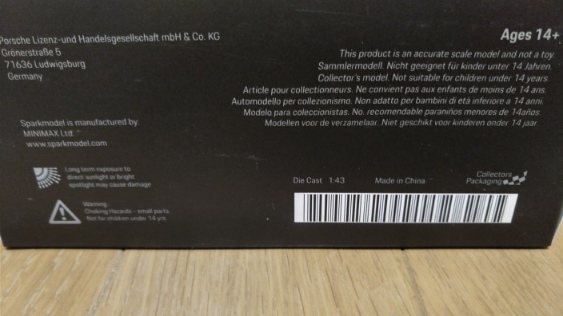 Porsche Lizenz-und Handelsgesellschaft mbH & Co. KG
Grönerstraße 5
71636 Ludwigsburg
Germany
Ages 14+
This product is an accurate scale model and not a toy.
Sammlermodell. Nicht geeignet für kinder unter 14 Jahren.
Collector's model. Not suitable for children under 14 years.
Article pour collectionneurs. Ne convient pas aux enfants de moins de 14 ans.
Automodello per collezionismo. Non adatto per bambini di età inferiore a 14 anni.
Modelo para coleccionistas. No. recomendable paraniños menores de 14años.
Modellen voor de verzamelaar. Niet geschikt voor kinderen onder 14 jaar.
Sparkmodel is manufactured by
MINIMAX Ltd
www.sparkmodel.com
Long term exposure to
direct sunlight or bright
spotlight may cause damage
Warning
Choking Hazards - small parts
Not for children under 14 yrs
Die Cast 1:43
Made in China
Collectors
Packaging